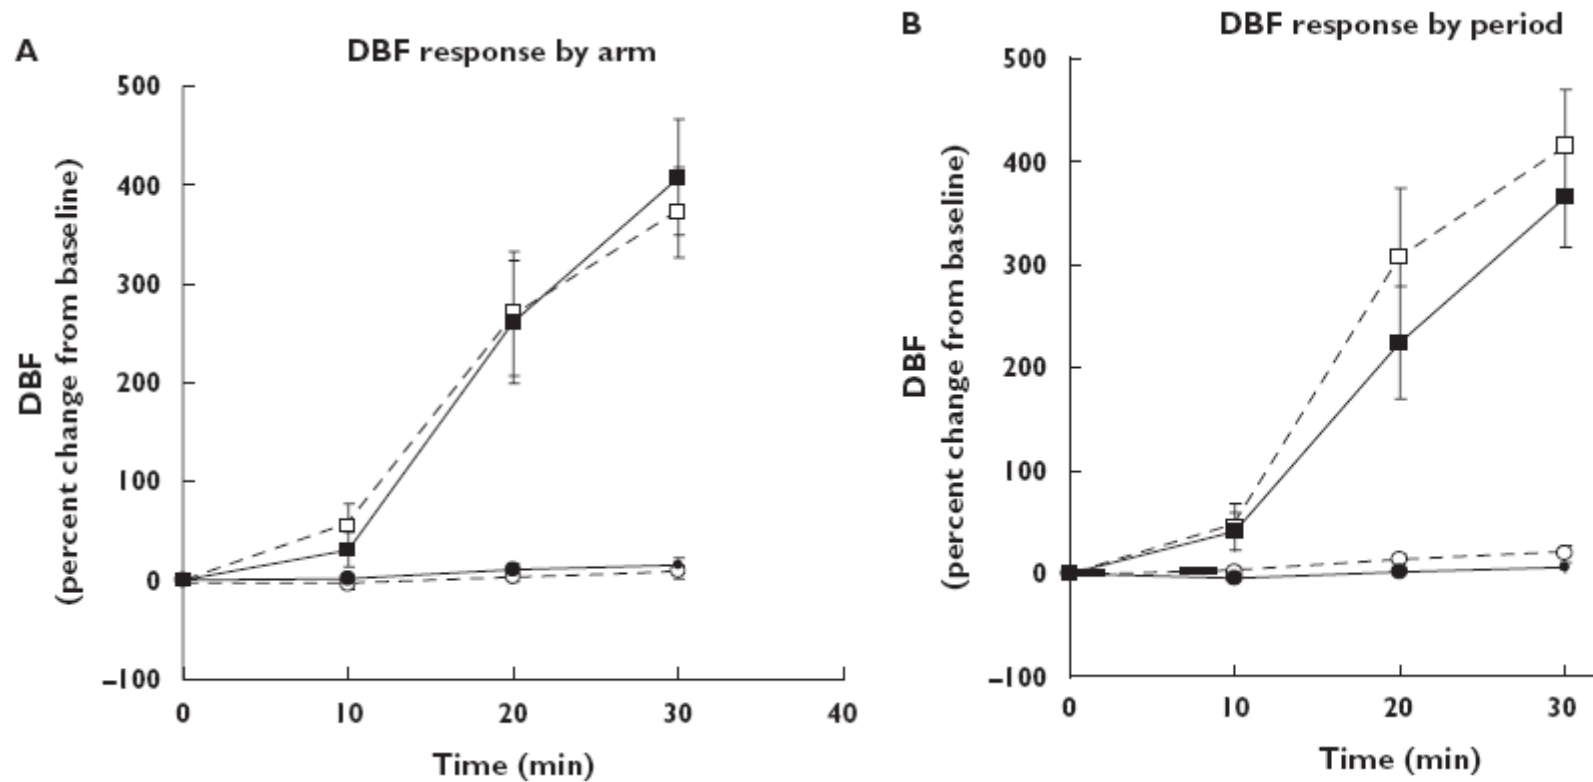 A
DBF response by arm
DBF
(percent change from baseline)
500
400
300
200
100
0
–100
0 10 20 30 40
Time (min)
B
DBF response by period
DBF
(percent change from baseline)
500
400
300
200
100
0
–100
0 10 20 30
Time (min)